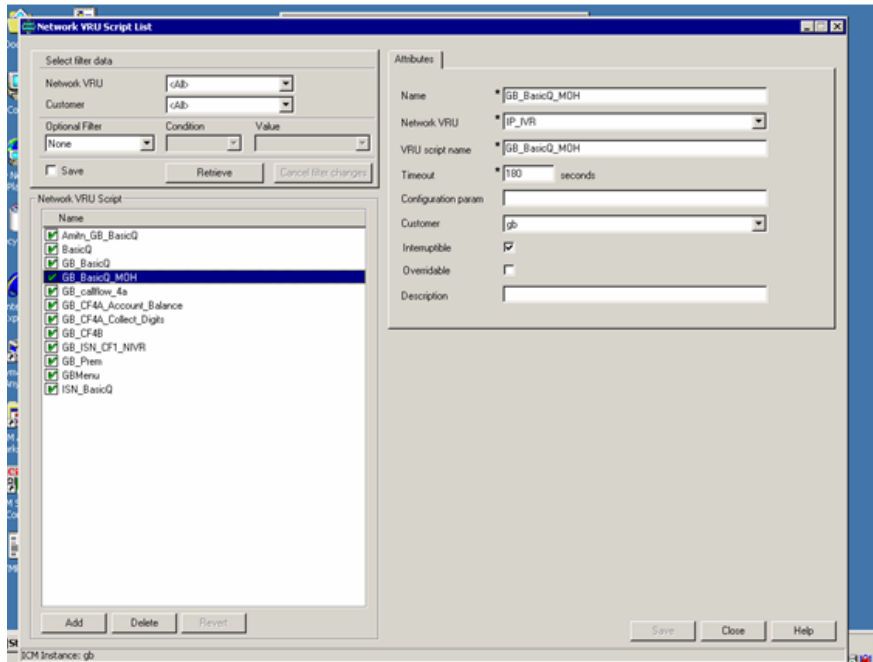 Network VRU Script List
Select filter data
Network VRU <All>
Customer <All>
Optional Filter Condition Value
None
Save Retrieve Cancel filter changes
Network VRU Script
Name
Amitn_GB_BasicQ
BasicQ
GB_BasicQ
GB_BasicQ_MOH
GB_callflow_4a
GB_CF4A_Account_Balance
GB_CF4A_Collect_Digits
GB_CF4B
GB_ISN_CF1_NIVR
GB_Prem
GBMenu
ISN_BasicQ
Add Delete Revert
Attributes
Name * GB_BasicQ_MOH
Network VRU * IP_IVR
VRU script name * GB_BasicQ_MOH
Timeout * 180 seconds
Configuration param
Customer gb
Interruptible
Overridable
Description
Save Close Help
ICM Instance: gb